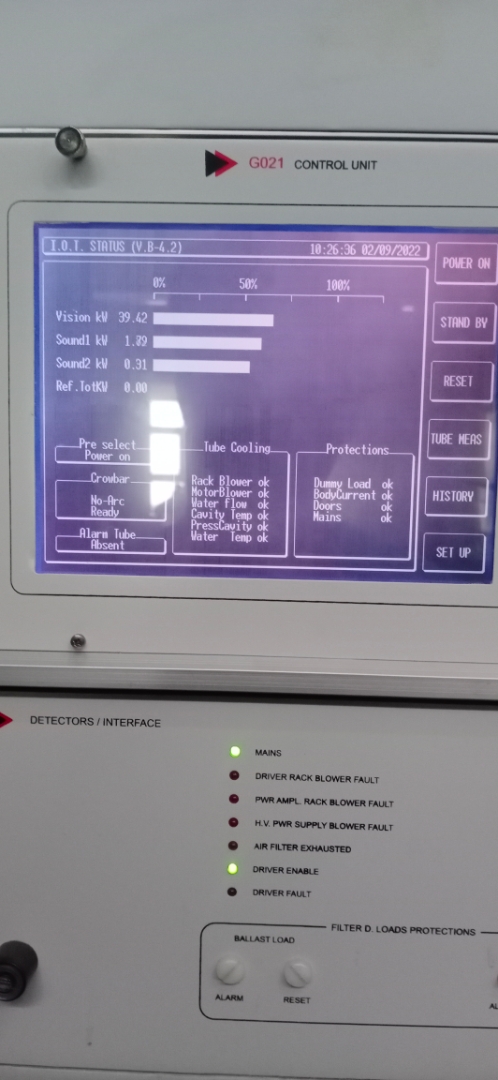 G021 CONTROL UNIT
I.O.T. STATUS (V.B-4.2) 10:26:36 02/09/2022
POWER ON
0% 50% 100%
Vision kW 39.42
STAND BY
Sound1 kW 1.09
Sound2 kW 0.31
Ref.TotKW 0.00
RESET
Pre select
Power on
Tube Cooling
Protections
TUBE MEAS
Crowbar
No-Arc
Ready
Rack Blower ok
MotorBlower ok
Water flow ok
Cavity Temp ok
PressCavity ok
Water Temp ok
Dummy Load ok
BodyCurrent ok
Doors ok
Mains ok
HISTORY
Alarm Tube
Absent
SET UP
DETECTORS / INTERFACE
MAINS
DRIVER RACK BLOWER FAULT
PWR AMPL. RACK BLOWER FAULT
H.V. PWR SUPPLY BLOWER FAULT
AIR FILTER EXHAUSTED
DRIVER ENABLE
DRIVER FAULT
FILTER D. LOADS PROTECTIONS
BALLAST LOAD
ALARM RESET